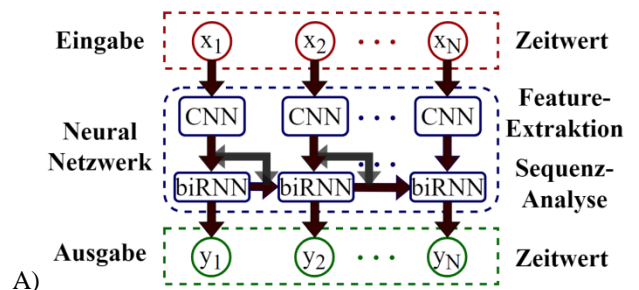 Eingabe x1 x2 ... xN Zeitwert
CNN CNN ... CNN Feature-
Extraktion
Neural
Netzwerk
...
Sequenz-
biRNN biRNN biRNN
Analyse
Ausgabe y1 y2 ... yN Zeitwert
A)